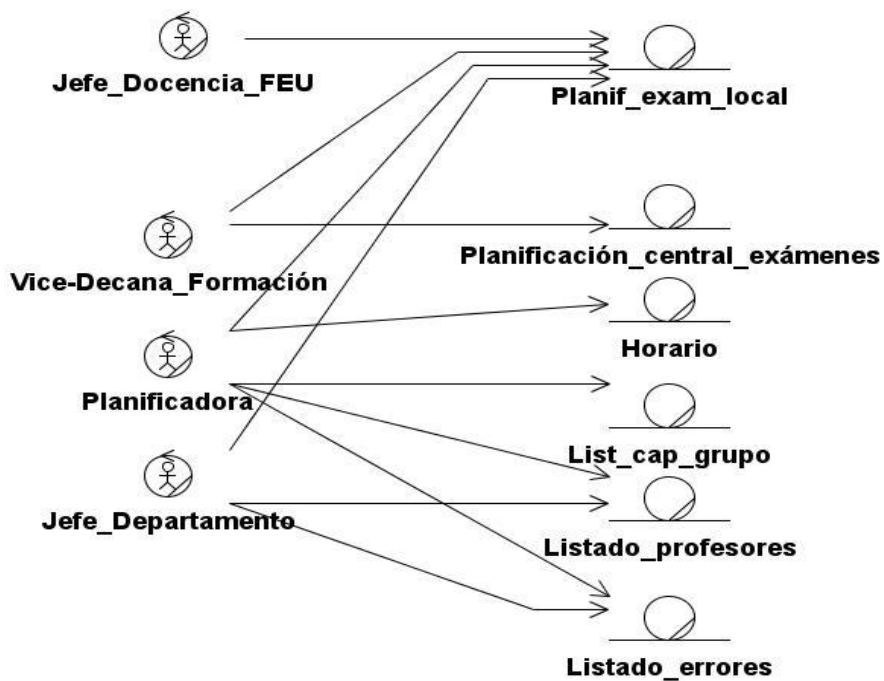 Jefe_Docencia_FEU
Planif_exam_local
Planificación_central_exámenes
Vice-Decana_Formación
Horario
Planificadora
List_cap_grupo
Jefe_Departamento
Listado_profesores
Listado_errores